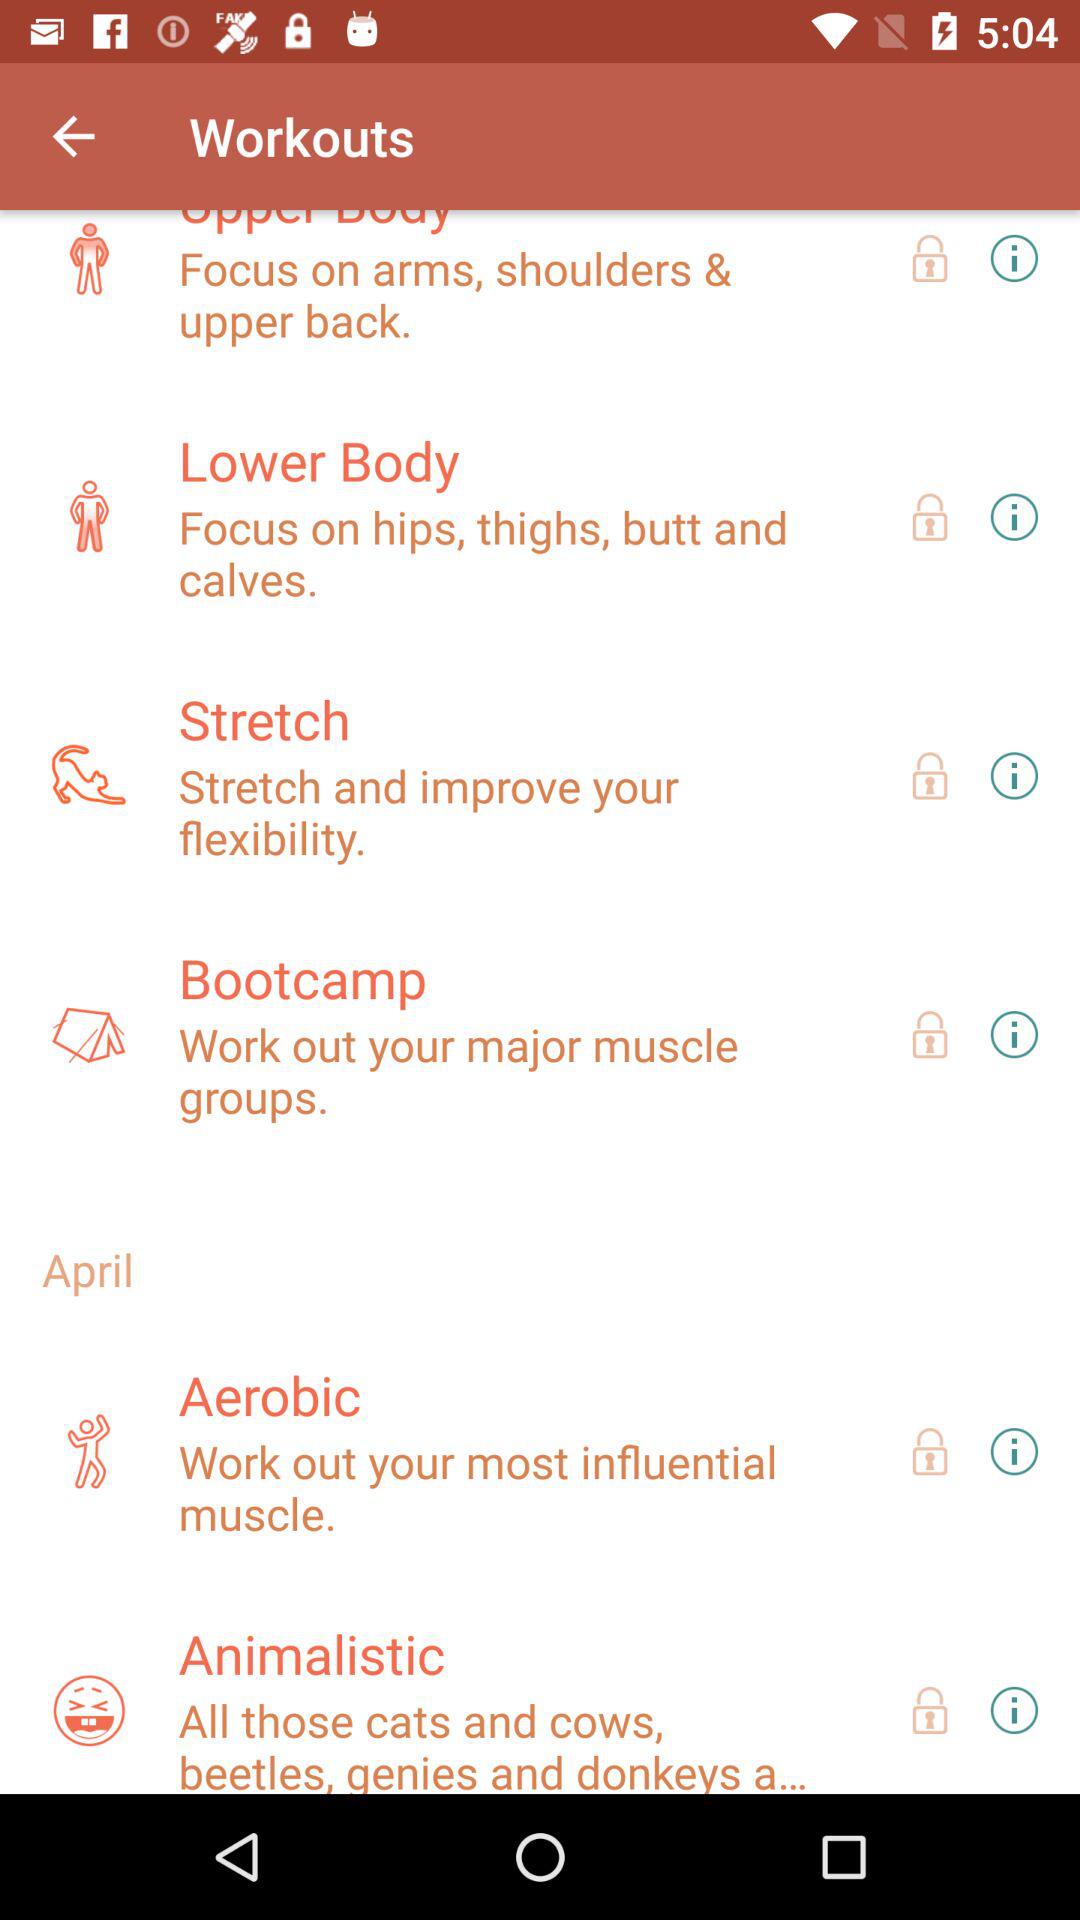 FAKE
5:04
Workouts
Upper Body
Focus on arms, shoulders &
upper back.
Lower Body
Focus on hips, thighs, butt and
calves.
Stretch
Stretch and improve your
flexibility.
Bootcamp
Work out your major muscle
groups.
April
Aerobic
Work out your most influential
muscle.
Animalistic
All those cats and cows,
beetles, genies and donkeys a...